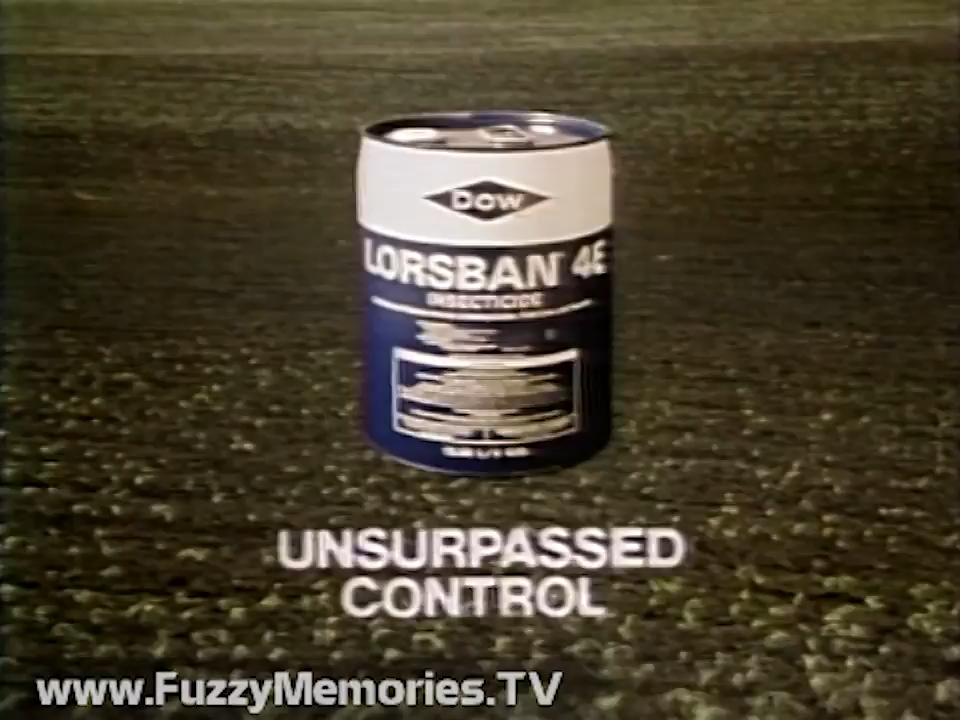 Dow
LORSBAN 4E
INSECTICIDE
UNSURPASSED
CONTROL
www.FuzzyMemories.TV